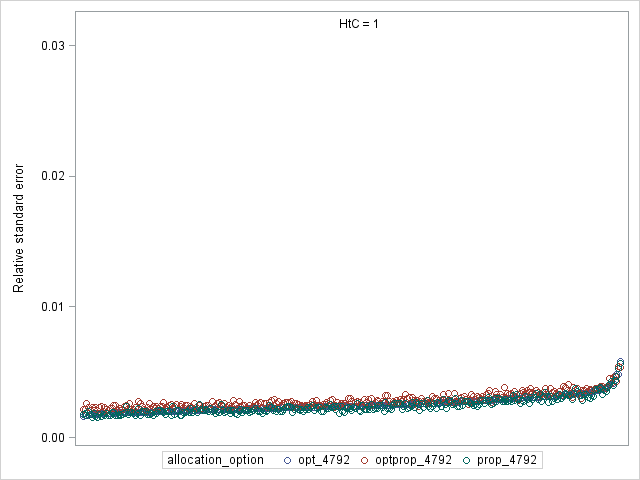 HtC = 1
0.03
0.02
0.01
0.00
Relative standard error
allocation_option opt_4792 optprop_4792 prop_4792